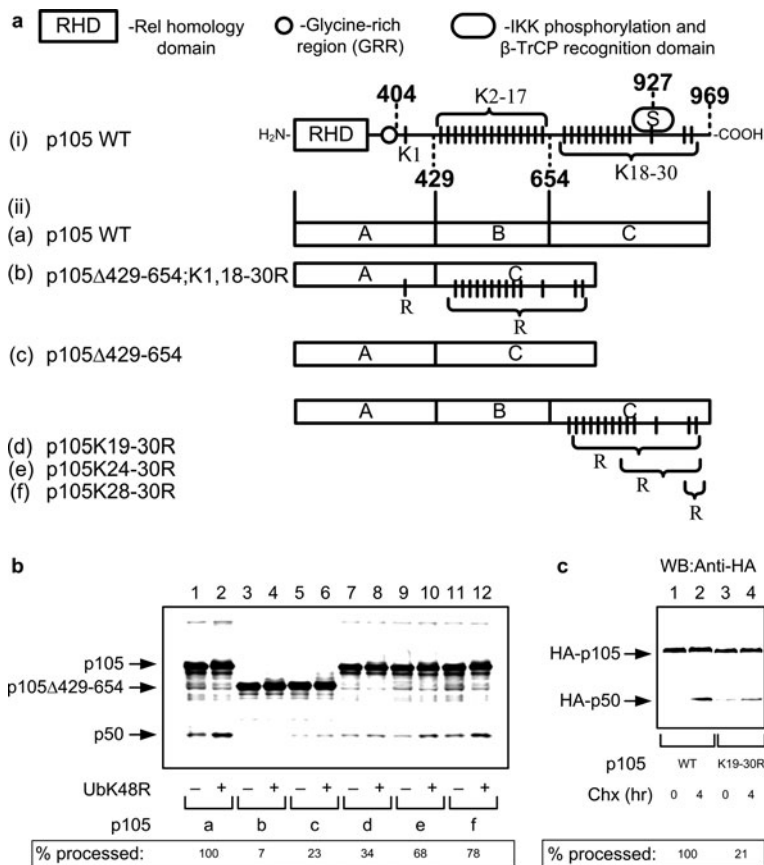 a
RHD
-Rel homology domain
-Glycine-rich region (GRR)
-IKK phosphorylation and β-TrCP recognition domain
404
K2-17
927
969
(i) p105 WT
H₂N-
RHD
K1
S
-COOH
K18-30
429
654
(ii)
(a) p105 WT
A
B
C
(b) p105Δ429-654;K1,18-30R
A
C
R
R
(c) p105Δ429-654
A
C
A
B
C
(d) p105K19-30R
R
(e) p105K24-30R
R
(f) p105K28-30R
R
b
1 2 3 4 5 6 7 8 9 10 11 12
p105
p105Δ429-654
p50
UbK48R
– + – + – + – + – + – +
p105
a b c d e f
% processed: 100 7 23 34 68 78
c
WB:Anti-HA
1 2 3 4
HA-p105
HA-p50
p105
WT K19-30R
Chx (hr) 0 4 0 4
% processed: 100 21